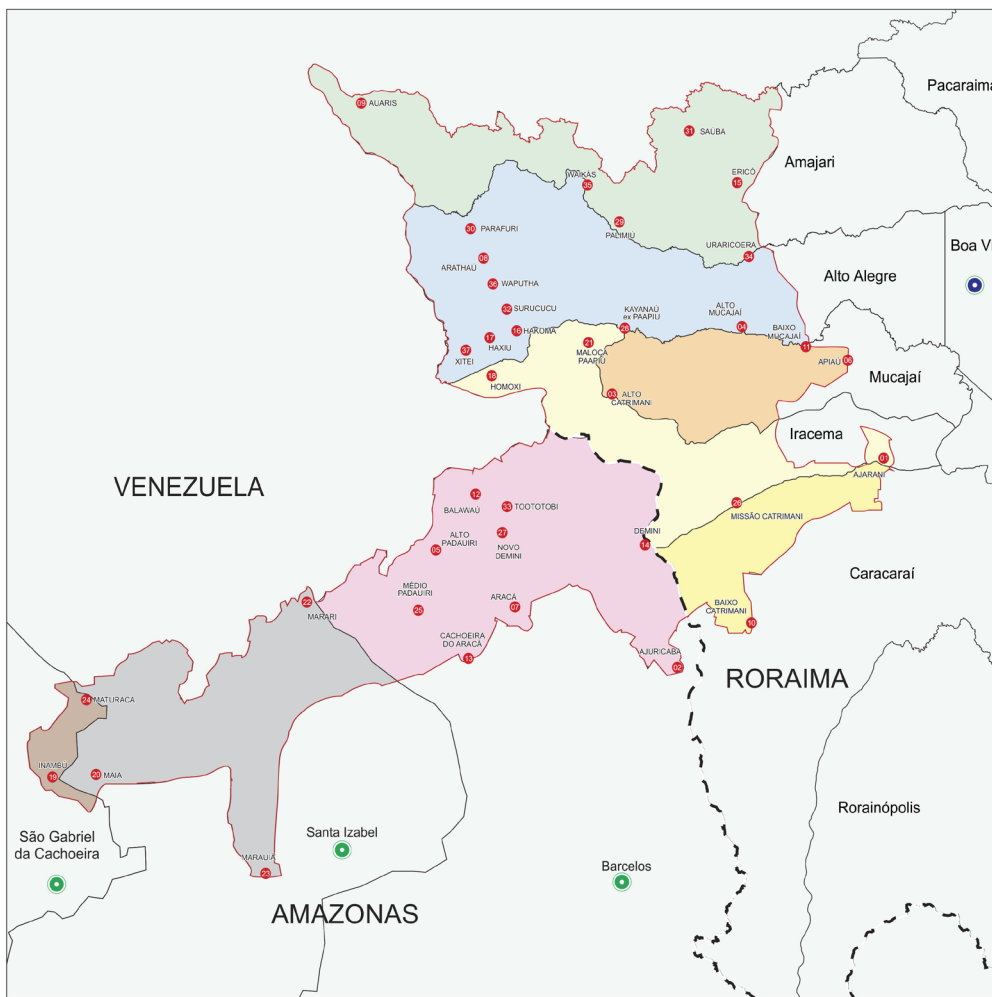 Pacaraima
09 AUARIS
31 SAUBA
Amajari
WAIKÁS
35
ERICÓ
15
29
PALIMIÚ
30 PARAFURI
URARICOERA
34
Boa Vi
08
ARATHAÚ
Alto Alegre
36 WAPUTHA
32 SURUCUCU
KAYANAÚ
ex PAAPIÚ
28
ALTO
MUCAJAÍ
04
16 HAKOMA
17
HAXIU
BAIXO
MUCAJAÍ
11
21
MALOCA
PAAPIÚ
37
XITEI
APIAÚ
06
18
HOMOXI
Mucajaí
03 ALTO
CATRIMANI
Iracema
01
AJARANI
VENEZUELA
12
BALAWAÚ
33 TOOTOTOBI
26
MISSÃO CATRIMANI
ALTO
PADAUIRI
05
27
NOVO
DEMINI
DEMINI
14
Caracaraí
MÉDIO
PADAUIRI
25
ARACÁ
07
22
MARARI
BAIXO
CATRIMANI
10
CACHOEIRA
DO ARACÁ
13
AJURICABA
02
RORAIMA
24 MATURACA
INAMBÚ
19
20 MAIA
Rorainópolis
São Gabriel
da Cachoeira
Santa Izabel
MARAUIÁ
23
Barcelos
AMAZONAS